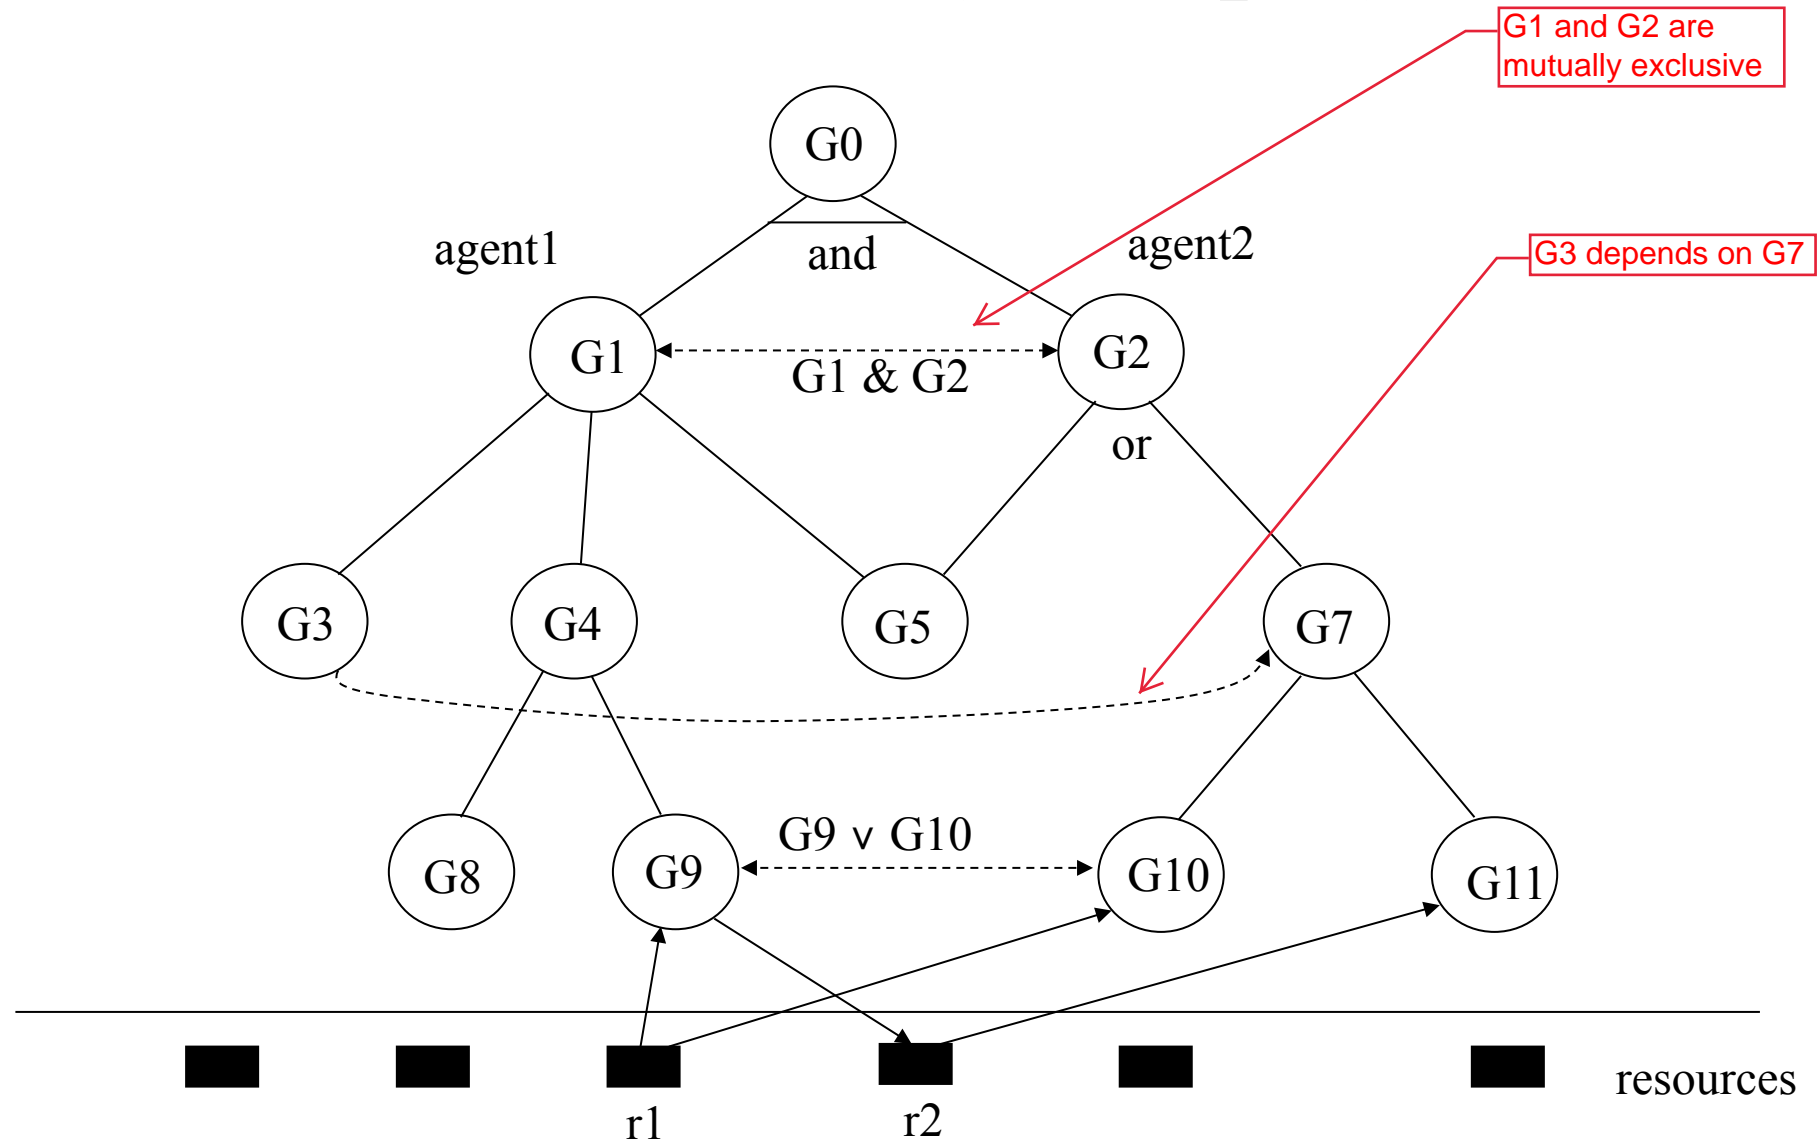 G1 and G2 are
mutually exclusive
G0
agent1
and
agent2
G3 depends on G7
G1
G1 & G2
G2
or
G3
G4
G5
G7
G9 v G10
G8
G9
G10
G11
resources
r1
r2